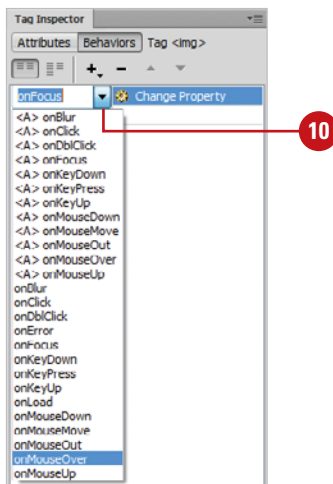 Tag Inspector
Attributes Behaviors Tag <img>
onFocus Change Property
10
<A> onBlur
<A> onClick
<A> onDblClick
<A> onFocus
<A> onKeyDown
<A> onKeyPress
<A> onKeyUp
<A> onMouseDown
<A> onMouseMove
<A> onMouseOut
<A> onMouseOver
<A> onMouseUp
onBlur
onClick
onDblClick
onError
onFocus
onKeyDown
onKeyPress
onKeyUp
onLoad
onMouseDown
onMouseMove
onMouseOut
onMouseOver
onMouseUp